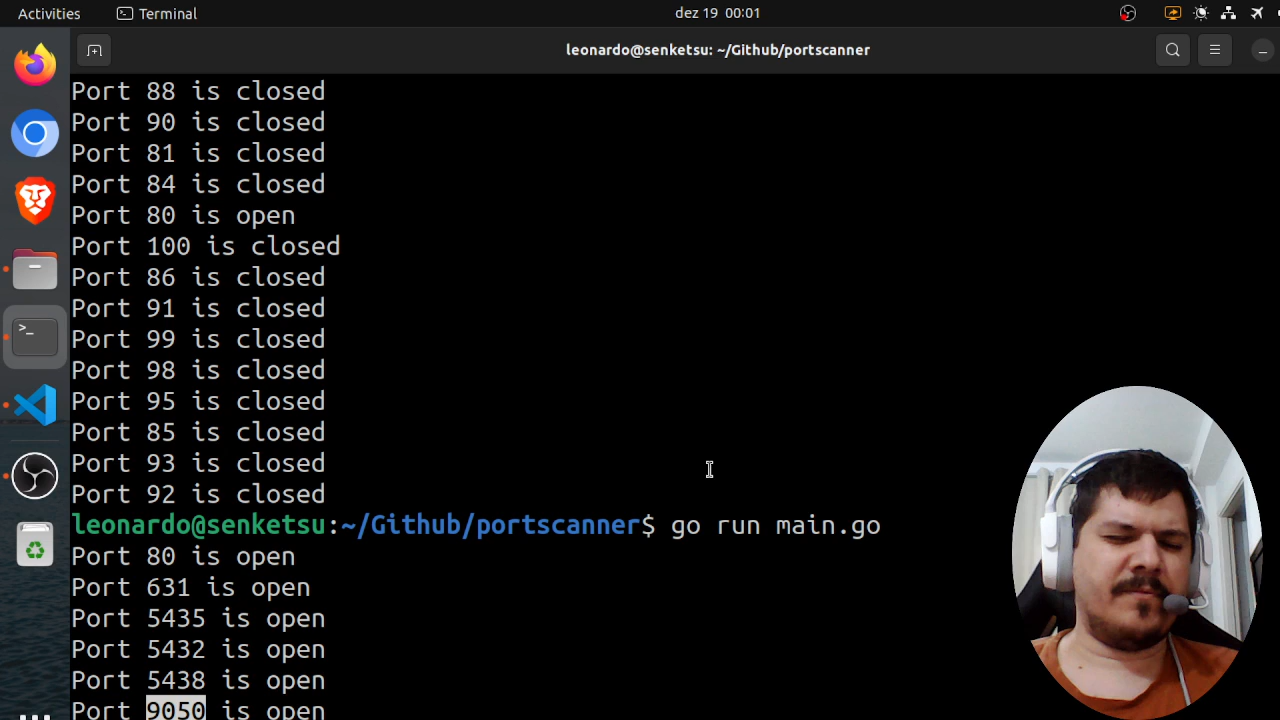 Activities
Terminal
dez 19 00:01
leonardo@senketsu: ~/Github/portscanner
Port 88 is closed
Port 90 is closed
Port 81 is closed
Port 84 is closed
Port 80 is open
Port 100 is closed
Port 86 is closed
Port 91 is closed
Port 99 is closed
Port 98 is closed
Port 95 is closed
Port 85 is closed
Port 93 is closed
Port 92 is closed
leonardo@senketsu:~/Github/portscanner$ go run main.go
Port 80 is open
Port 631 is open
Port 5435 is open
Port 5432 is open
Port 5438 is open
Port 9050 is open